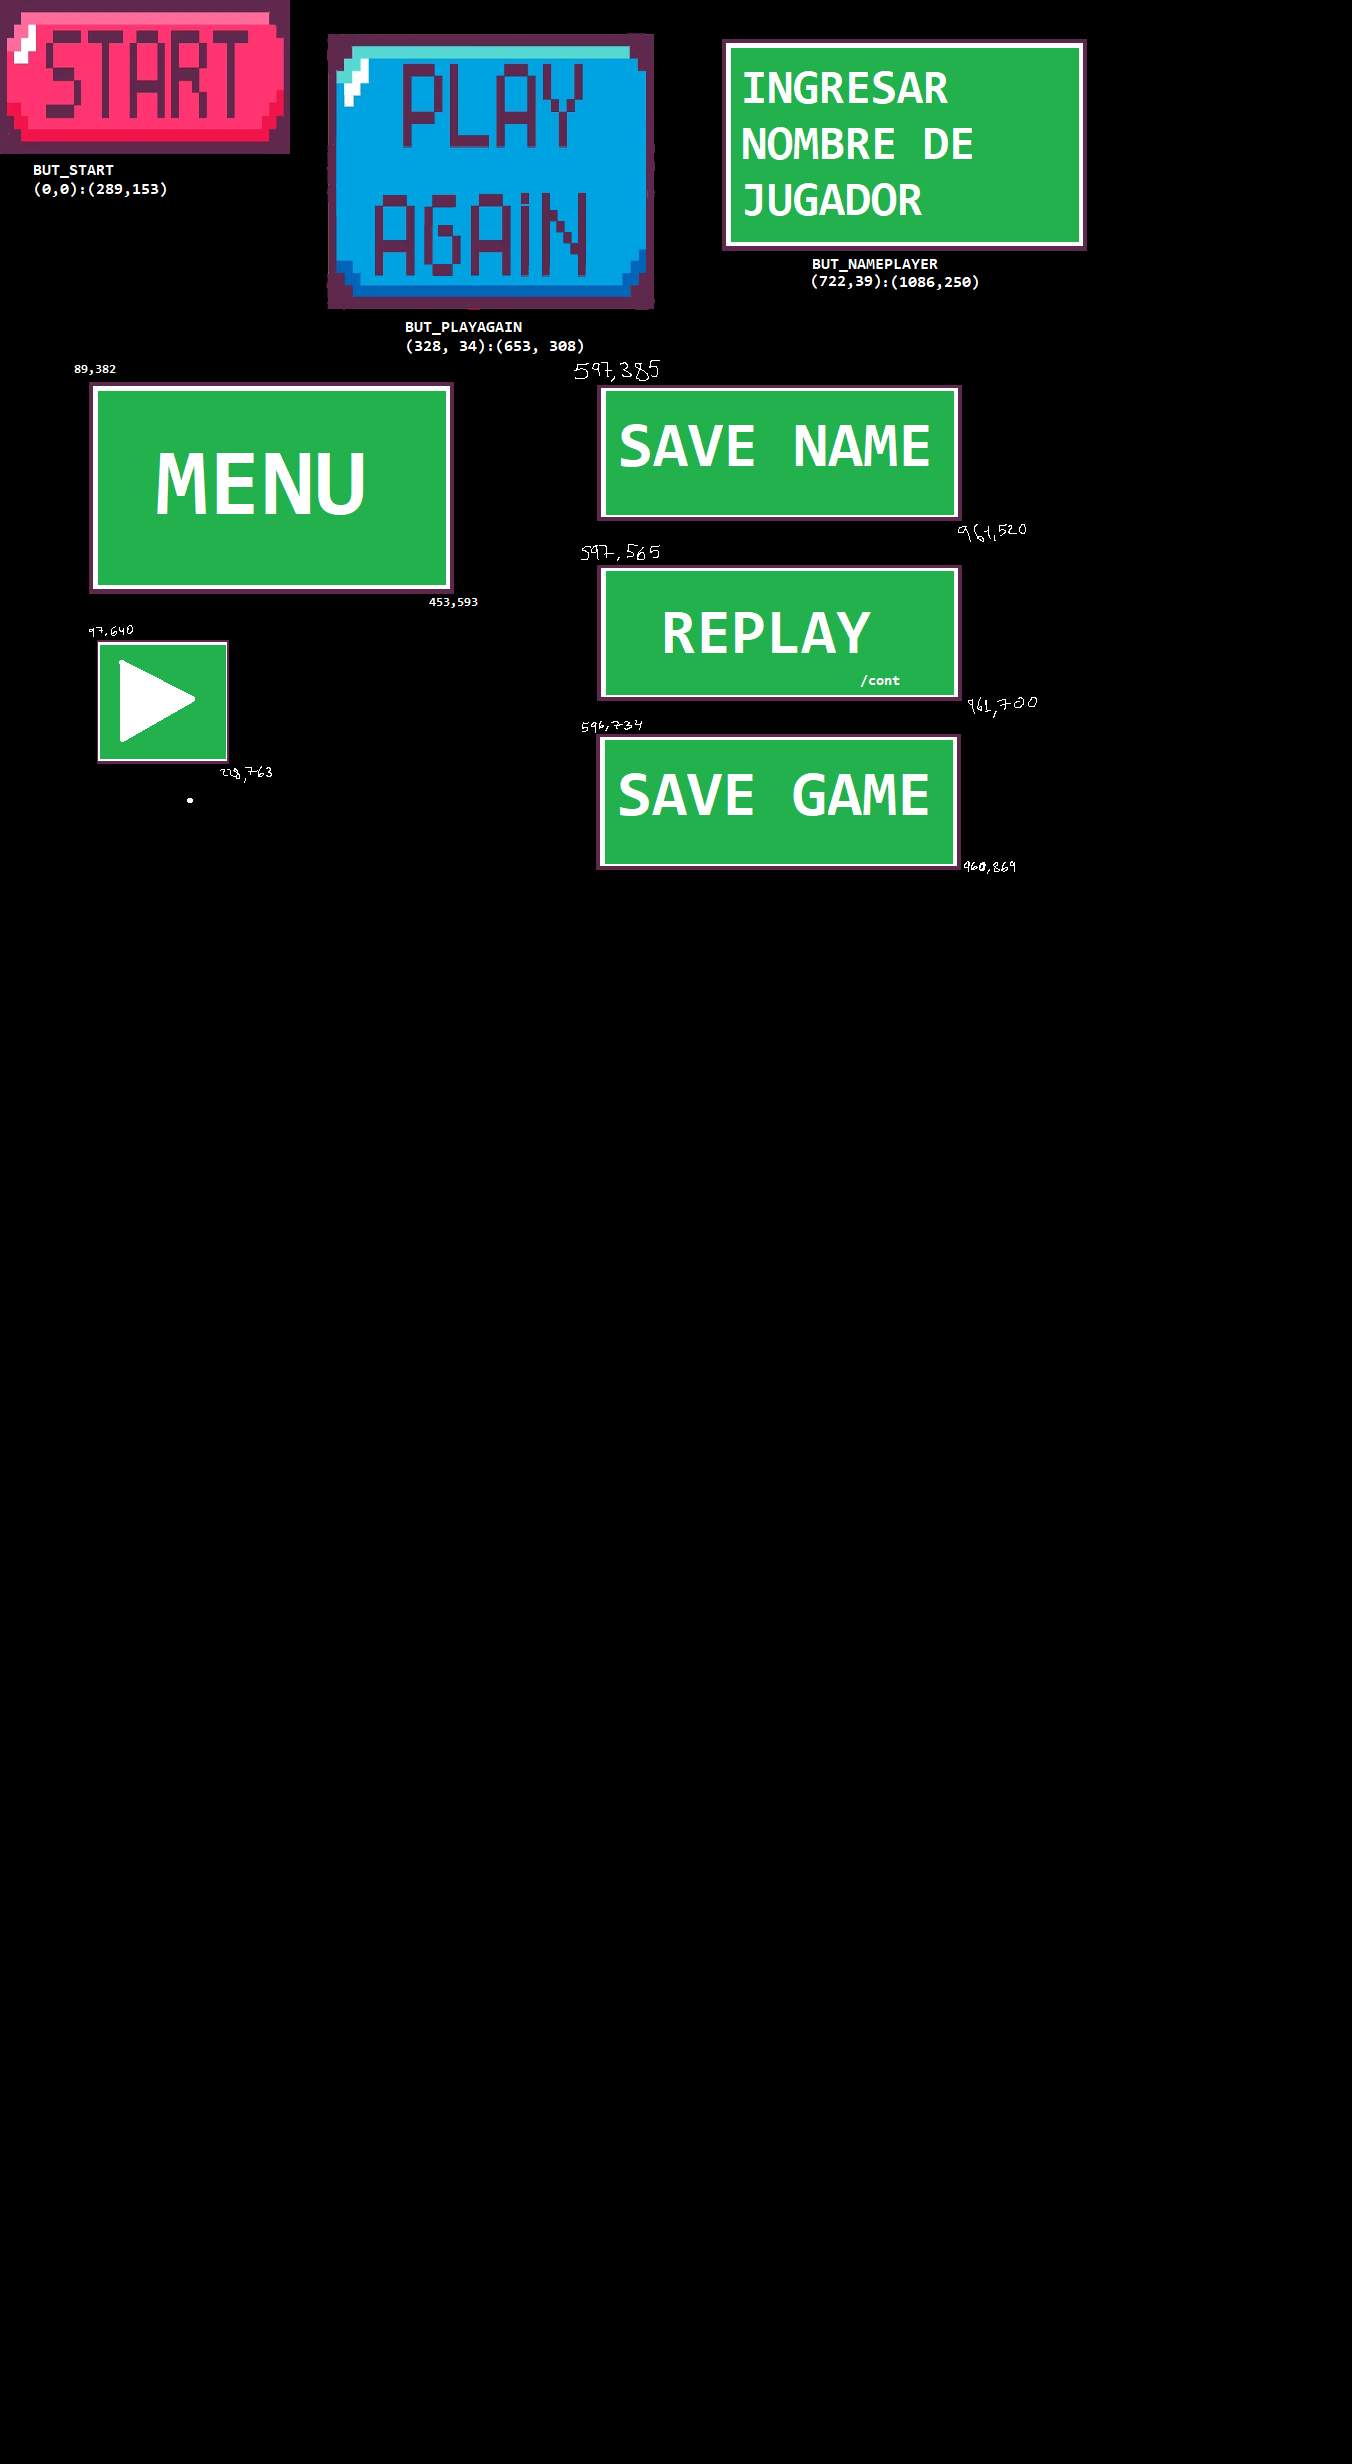 START
BUT_START
(0,0):(289,153)
PLAY
AGAiN
BUT_PLAYAGAIN
(328, 34):(653, 308)
INGRESAR
NOMBRE DE
JUGADOR
BUT_NAMEPLAYER
(722,39):(1086,250)
89,382
MENU
453,593
597,385
SAVE NAME
961,520
597,565
REPLAY
/cont
961,700
97,640
228,763
596,734
SAVE GAME
960,869